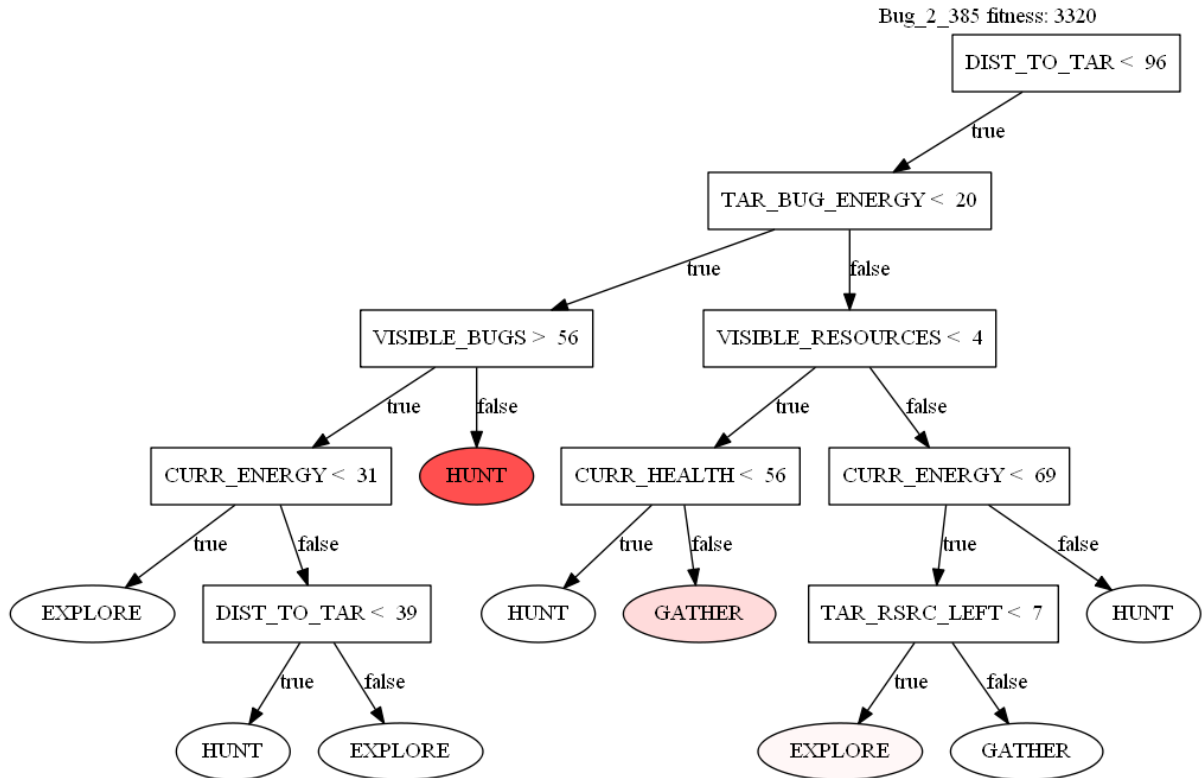 Bug_2_385 fitness: 3320
DIST_TO_TAR <  96
true
TAR_BUG_ENERGY <  20
true
false
VISIBLE_BUGS >  56
VISIBLE_RESOURCES <  4
true
false
true
false
CURR_ENERGY <  31
HUNT
CURR_HEALTH <  56
CURR_ENERGY <  69
true
false
true
false
true
false
EXPLORE
DIST_TO_TAR <  39
HUNT
GATHER
TAR_RSRC_LEFT <  7
HUNT
true
false
true
false
HUNT
EXPLORE
EXPLORE
GATHER